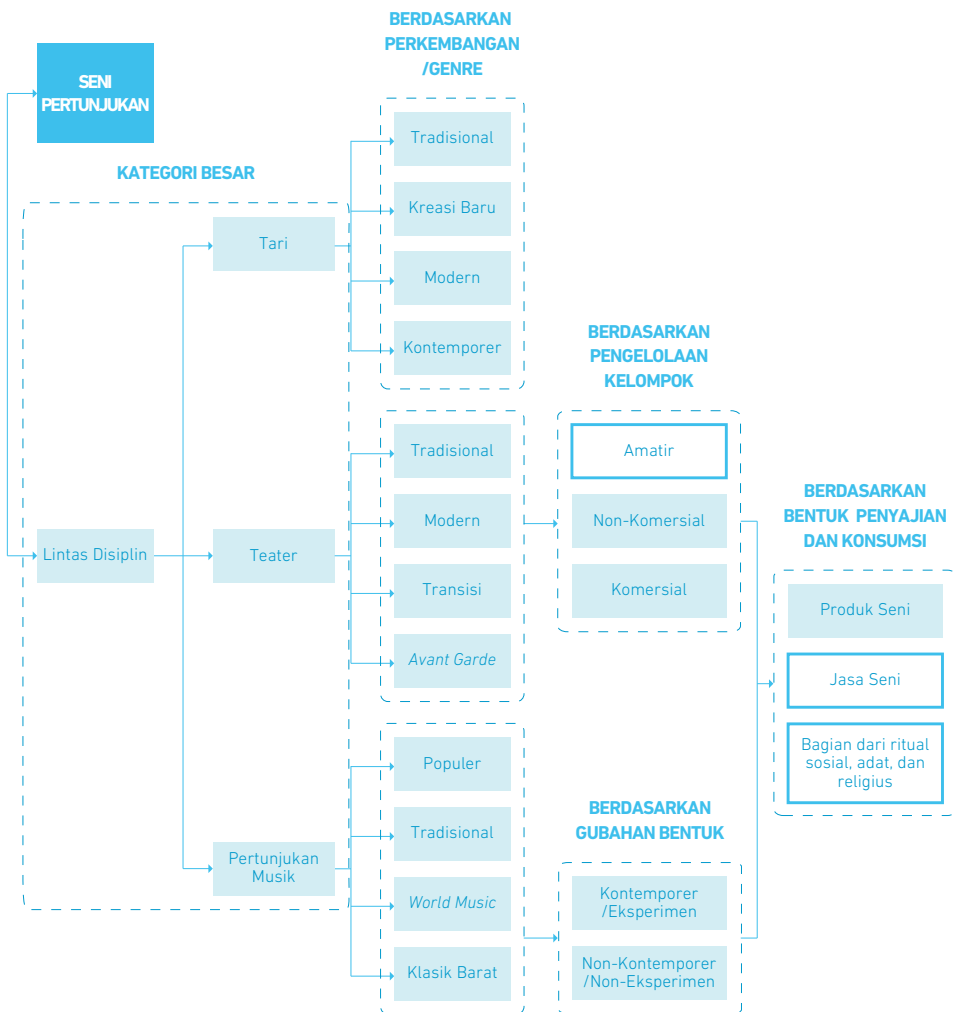 SENI
PERTUNJUKAN
KATEGORI BESAR
Tari
Lintas Disiplin
Teater
Pertunjukan
Musik
BERDASARKAN
PERKEMBANGAN
/GENRE
Tradisional
Kreasi Baru
Modern
Kontemporer
Tradisional
Modern
Transisi
Avant Garde
Populer
Tradisional
World Music
Klasik Barat
BERDASARKAN
PENGELOLAAN
KELOMPOK
Amatir
Non-Komersial
Komersial
BERDASARKAN
GUBAHAN BENTUK
Kontemporer
/Eksperimen
Non-Kontemporer
/Non-Eksperimen
BERDASARKAN
BENTUK PENYAJIAN
DAN KONSUMSI
Produk Seni
Jasa Seni
Bagian dari ritual
sosial, adat, dan
religius